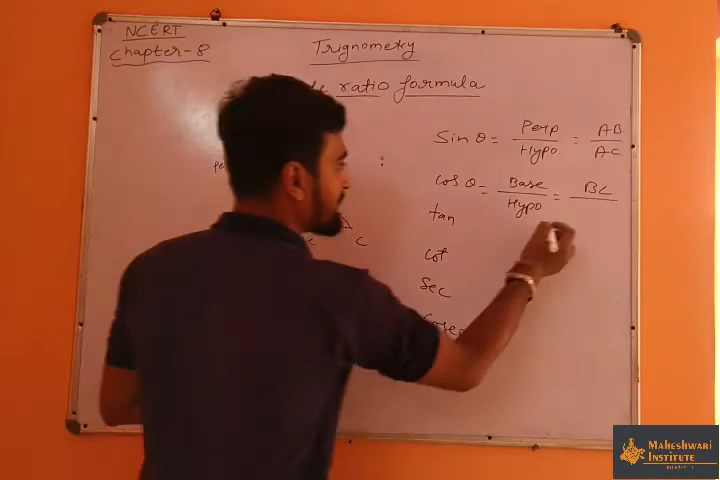 NCERT
Chapter-8
Trignometry
ratio formula
Sin θ = Perp / Hypo = AB / AC
Cos θ = Base / Hypo = BC
tan
Cot
Sec
C
Maheshwari
Institute